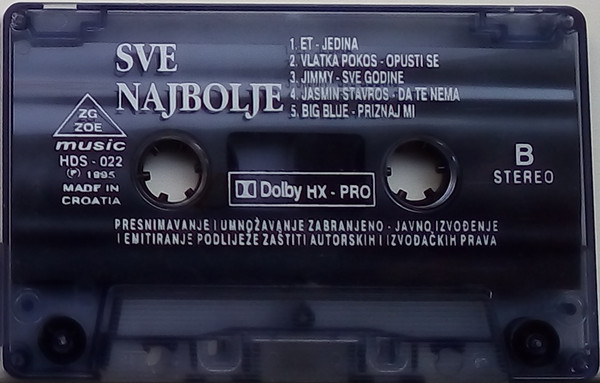 SVE
NAJBOLJE
1. ET - JEDINA
2. VLATKA POKOS - OPUSTI SE
3. JIMMY - SVE GODINE
4. JASMIN STAVROS - DA TE NEMA
5. BIG BLUE - PRIZNAJ MI
ZG
ZOE
music
HDS - 022
℗ 1995
MADE IN
CROATIA
Dolby HX - PRO
B
STEREO
PRESNIMAVANJE I UMNOŽAVANJE ZABRANJENO - JAVNO IZVOĐENJE
I EMITIRANJE PODLIJEŽE ZAŠTITI AUTORSKIH I IZVOĐAČKIH PRAVA